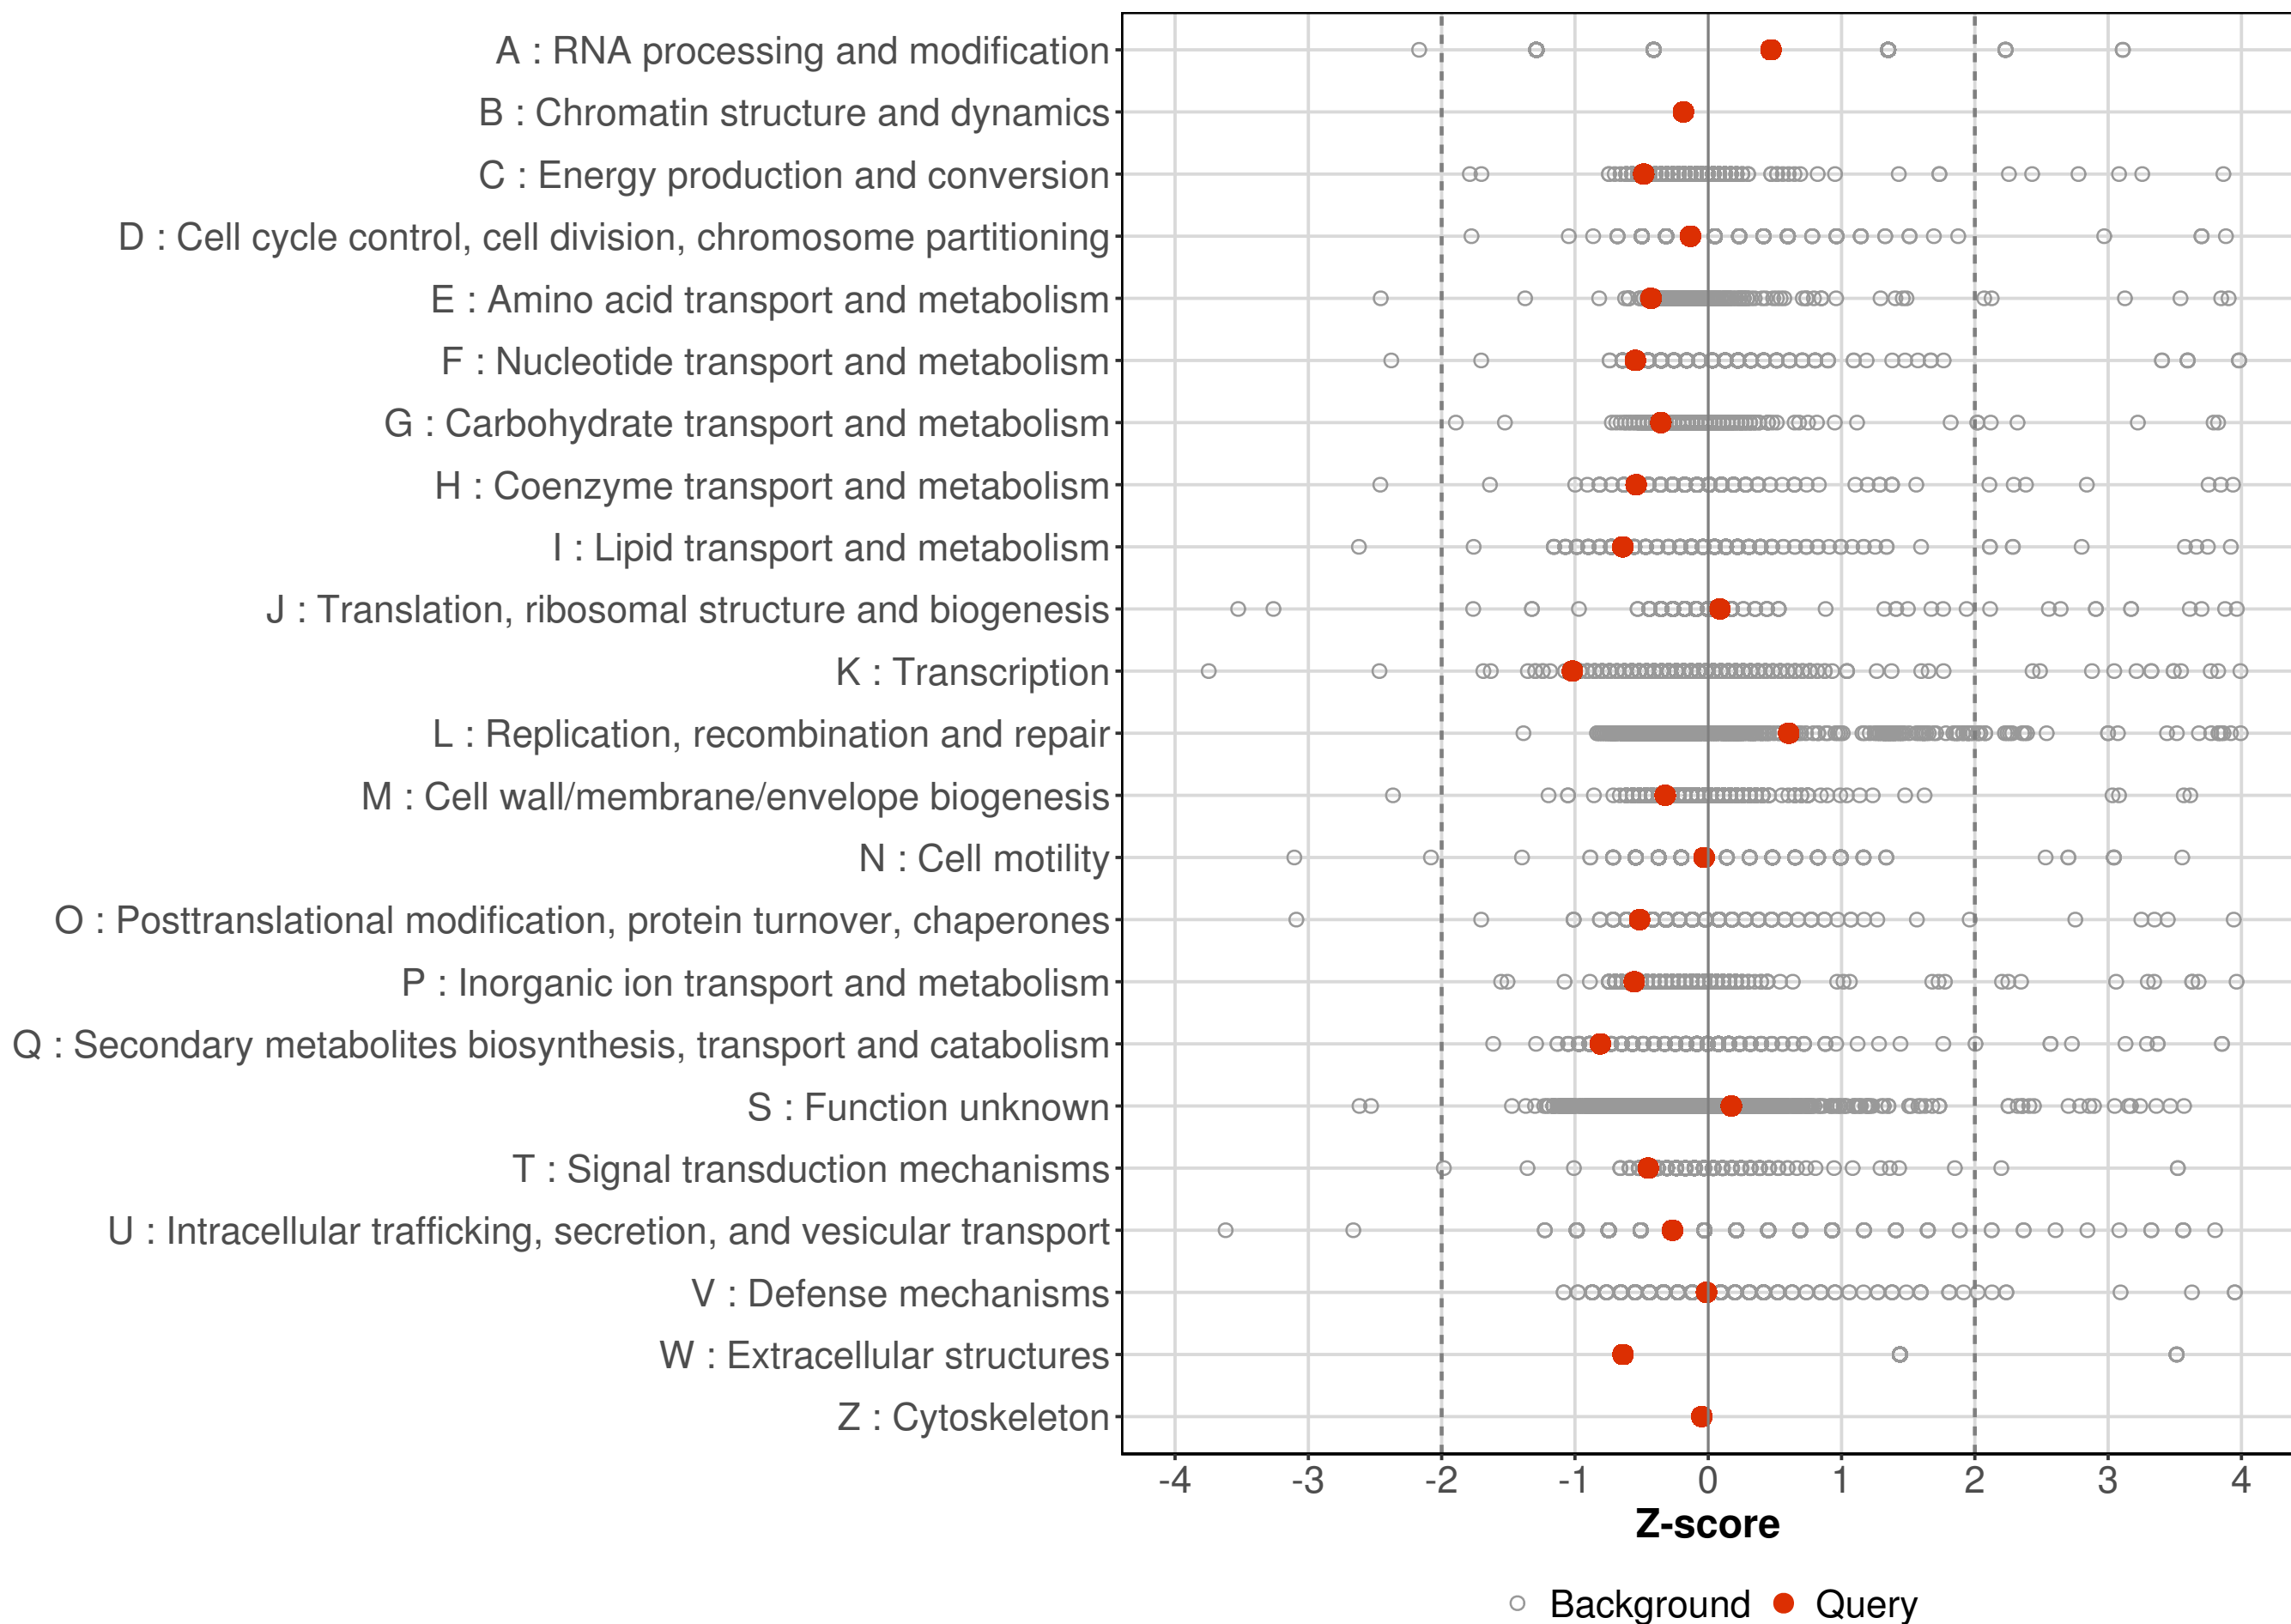 A : RNA processing and modification
B : Chromatin structure and dynamics
C : Energy production and conversion
D : Cell cycle control, cell division, chromosome partitioning
E : Amino acid transport and metabolism
F : Nucleotide transport and metabolism
G : Carbohydrate transport and metabolism
H : Coenzyme transport and metabolism
I : Lipid transport and metabolism
J : Translation, ribosomal structure and biogenesis
K : Transcription
L : Replication, recombination and repair
M : Cell wall/membrane/envelope biogenesis
N : Cell motility
O : Posttranslational modification, protein turnover, chaperones
P : Inorganic ion transport and metabolism
Q : Secondary metabolites biosynthesis, transport and catabolism
S : Function unknown
T : Signal transduction mechanisms
U : Intracellular trafficking, secretion, and vesicular transport
V : Defense mechanisms
W : Extracellular structures
Z : Cytoskeleton
-4 -3 -2 -1 0 1 2 3 4
Z-score
Background Query